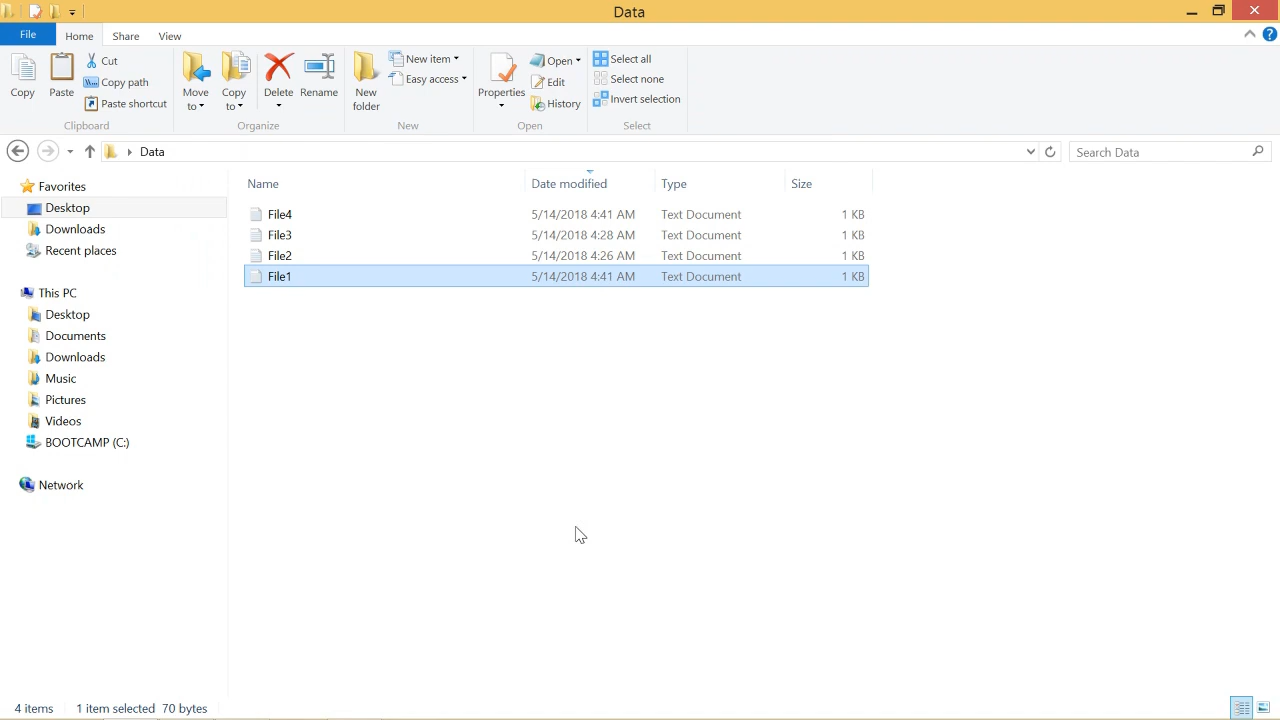 Data
File Home Share View
Copy Paste Cut Copy path Paste shortcut Move to Copy to Delete Rename New folder New item Easy access Properties Open Edit History Select all Select none Invert selection
Clipboard Organize New Open Select
Data Search Data
Name Date modified Type Size
File4 5/14/2018 4:41 AM Text Document 1 KB
File3 5/14/2018 4:28 AM Text Document 1 KB
File2 5/14/2018 4:26 AM Text Document 1 KB
File1 5/14/2018 4:41 AM Text Document 1 KB
Favorites
Desktop
Downloads
Recent places
This PC
Desktop
Documents
Downloads
Music
Pictures
Videos
BOOTCAMP (C:)
Network
4 items 1 item selected 70 bytes